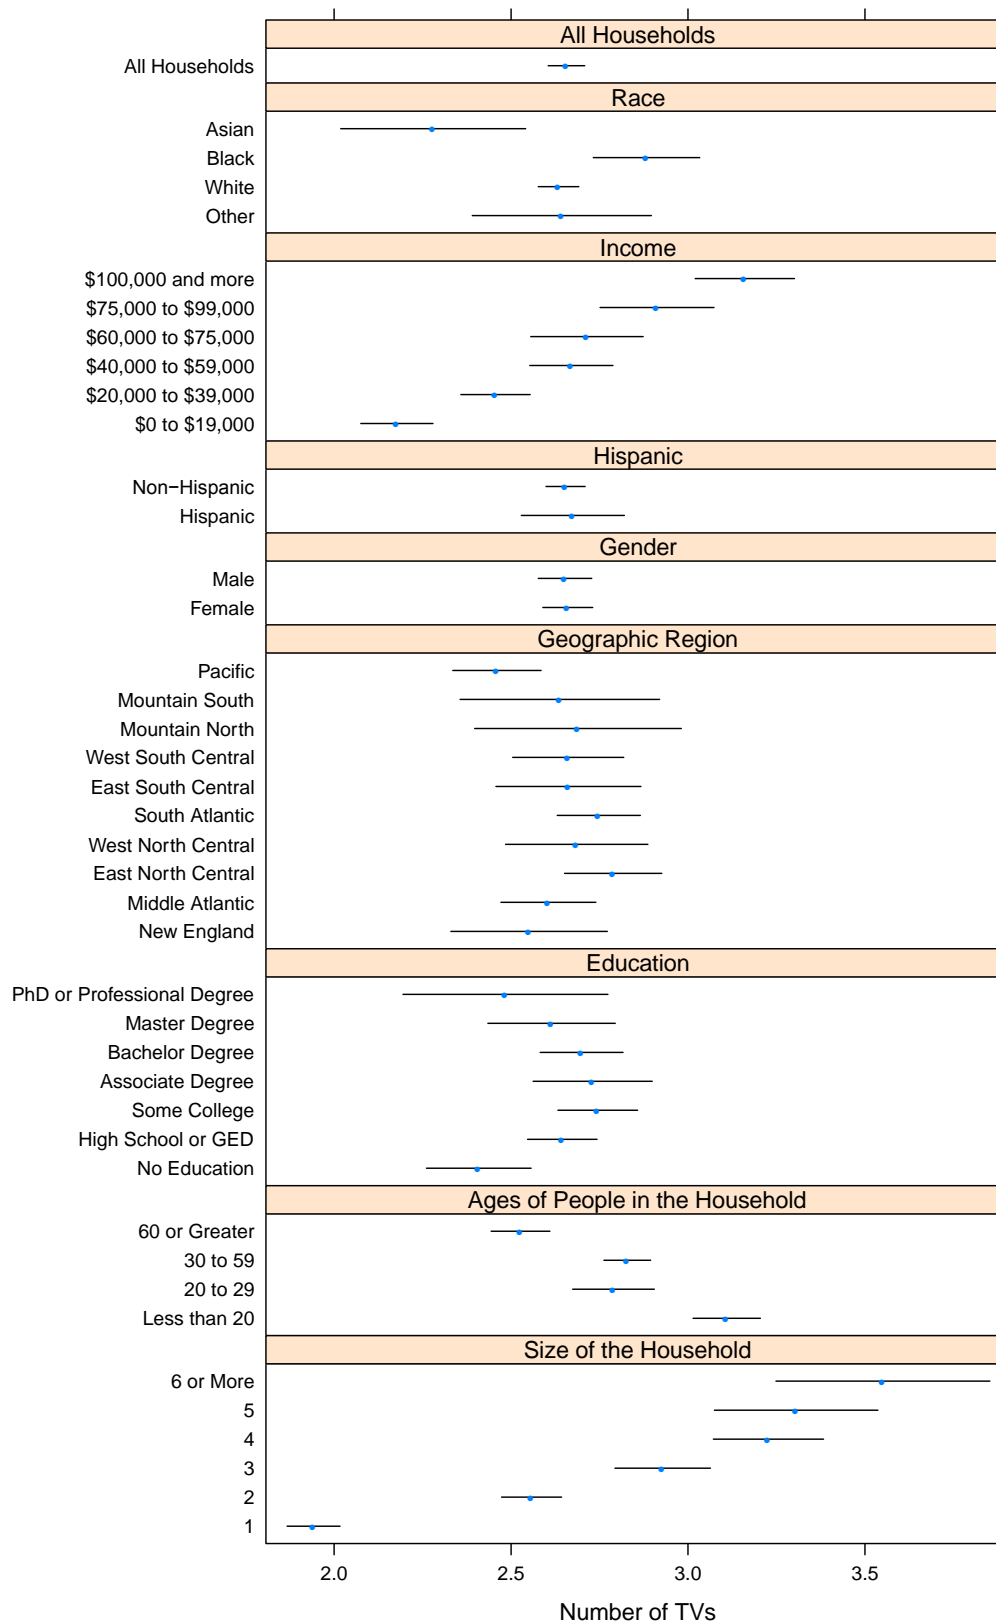 All Households
All Households
Race
Asian
Black
White
Other
Income
$100,000 and more
$75,000 to $99,000
$60,000 to $75,000
$40,000 to $59,000
$20,000 to $39,000
$0 to $19,000
Hispanic
Non−Hispanic
Hispanic
Gender
Male
Female
Geographic Region
Pacific
Mountain South
Mountain North
West South Central
East South Central
South Atlantic
West North Central
East North Central
Middle Atlantic
New England
Education
PhD or Professional Degree
Master Degree
Bachelor Degree
Associate Degree
Some College
High School or GED
No Education
Ages of People in the Household
60 or Greater
30 to 59
20 to 29
Less than 20
Size of the Household
6 or More
5
4
3
2
1
2.0 2.5 3.0 3.5
Number of TVs